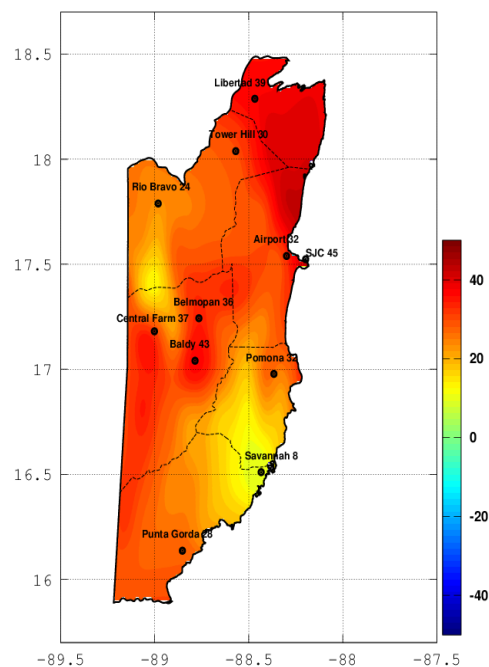 18.5
Libertad 39
Tower Hill 30
18
Rio Bravo 24
Airport 32
SJC 45
17.5
40
Belmopan 36
Central Farm 37
Baldy 43
Pomona 32
20
17
0
Savannah 8
16.5
-20
Punta Gorda 28
16
-40
-89.5
-89
-88.5
-88
-87.5